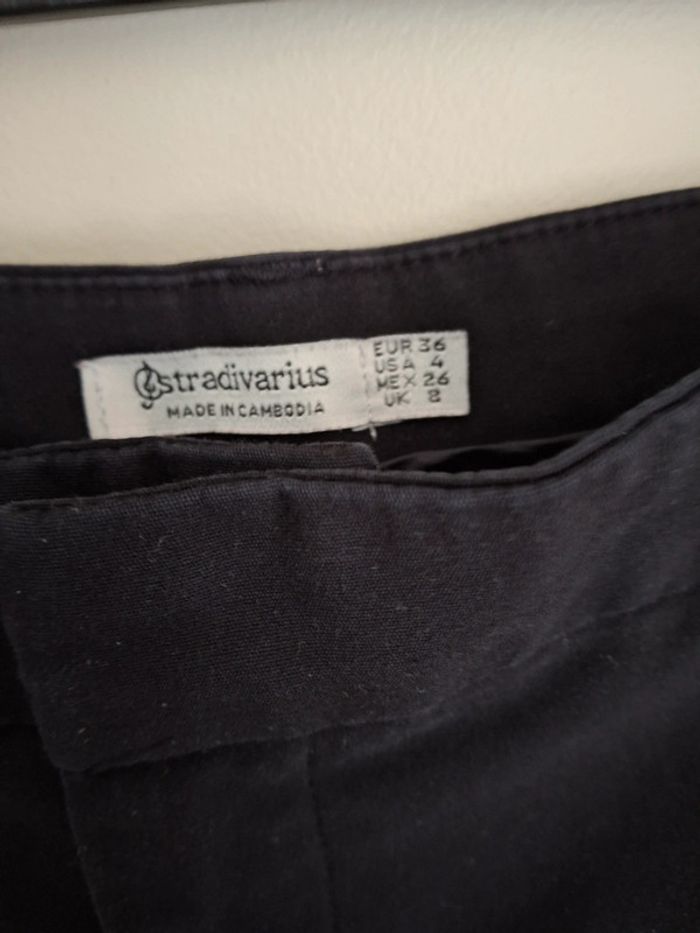 stradivarius
MADE IN CAMBODIA
EUR 36
USA 4
MEX 26
UK 8